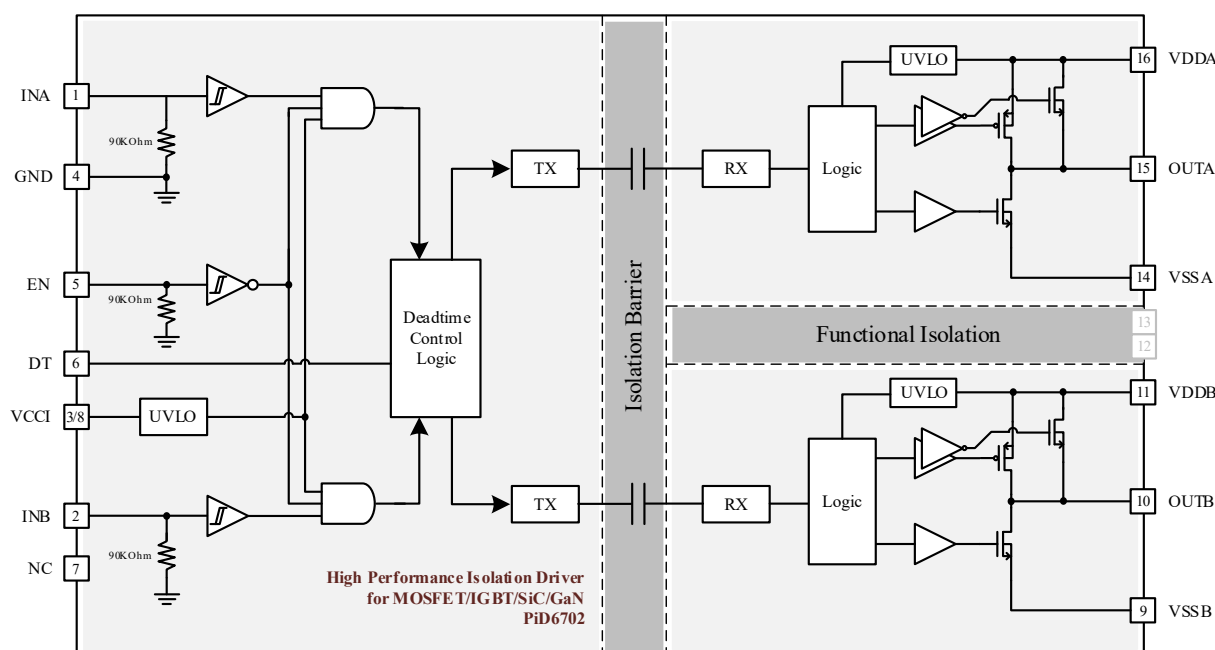 INA
1
90KOhm
GND
4
EN
5
90KOhm
DT
6
VCCI
3/8
UVLO
INB
2
90KOhm
NC
7
Deadtime
Control
Logic
TX
TX
High Performance Isolation Driver
for MOSFET/IGBT/SiC/GaN
PiD6702
Isolation Barrier
RX
Logic
UVLO
16
VDDA
15
OUTA
14
VSSA
Functional Isolation
13
12
RX
Logic
UVLO
11
VDDB
10
OUTB
9
VSSB